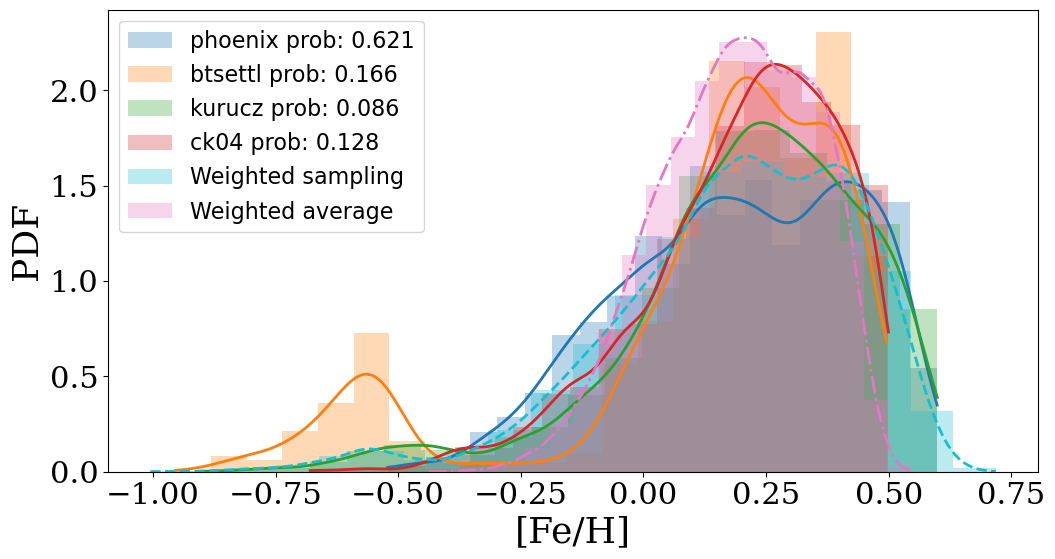 phoenix prob: 0.621
btsettl prob: 0.166
kurucz prob: 0.086
ck04 prob: 0.128
Weighted sampling
Weighted average
PDF
2.0
1.5
1.0
0.5
0.0
−1.00 −0.75 −0.50 −0.25 0.00 0.25 0.50 0.75
[Fe/H]